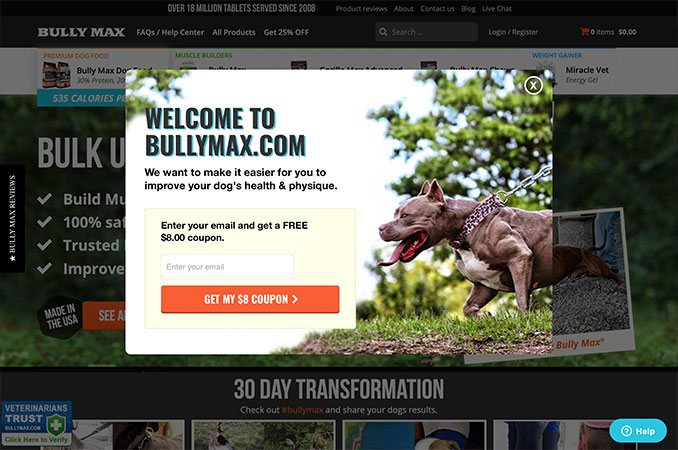 OVER 18 MILLION TABLETS SERVED SINCE 2008
Product reviews About Contact us Blog Live Chat
BULLY MAX
FAQs / Help Center All Products Get 25% OFF
Search ...
Login / Register
0 items $0.00
PREMIUM DOG FOOD
MUSCLE BUILDERS
WEIGHT GAINER
Bully Max Dog
30% Protein, 20
Bully Max
Gorilla Max Advanced
Bully Max Chews
Miracle Vet
Energy Gel
535 CALORIES PE
X
WELCOME TO
BULLYMAX.COM
We want to make it easier for you to
improve your dog's health & physique.
Enter your email and get a FREE
$8.00 coupon.
Enter your email
GET MY $8 COUPON >
BULK U
Build Mu
100% saf
Trusted
Improve
★ BULLY MAX REVIEWS
MADE IN
THE USA
SEE A
Bully Max®
30 DAY TRANSFORMATION
Check out #bullymax and share your dogs results.
VETERINARIANS
TRUST
BULLYMAX.COM
Click Here to Verify
Help